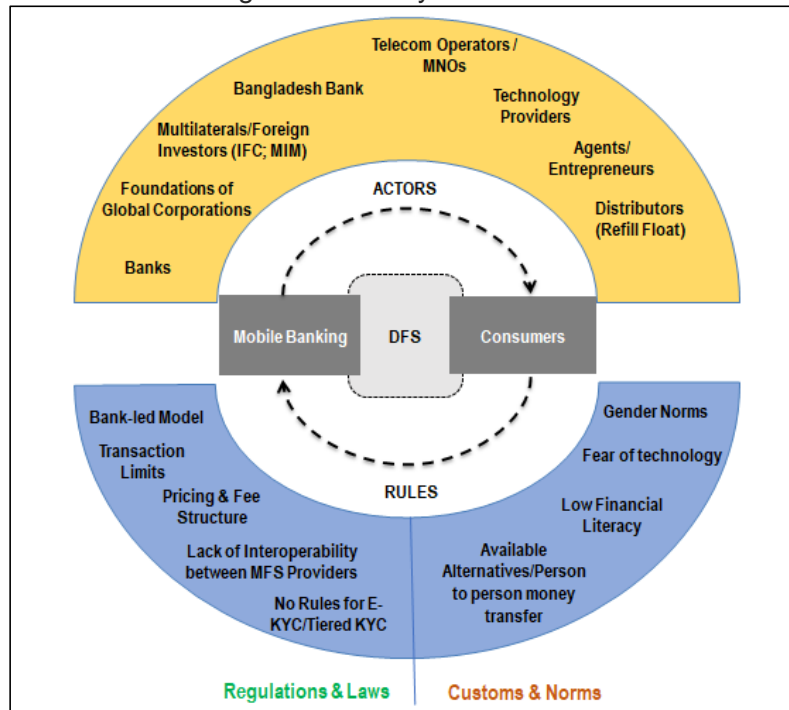 Telecom Operators /
MNOs
Bangladesh Bank
Technology
Providers
Multilaterals/Foreign
Investors (IFC; MIM)
Agents/
Entrepreneurs
Foundations of
Global Corporations
Distributors
(Refill Float)
Banks
ACTORS
Mobile Banking
DFS
Consumers
RULES
Bank-led Model
Transaction
Limits
Pricing & Fee
Structure
Lack of Interoperability
between MFS Providers
No Rules for E-
KYC/Tiered KYC
Gender Norms
Fear of technology
Low Financial
Literacy
Available
Alternatives/Person
to person money
transfer
Regulations & Laws
Customs & Norms